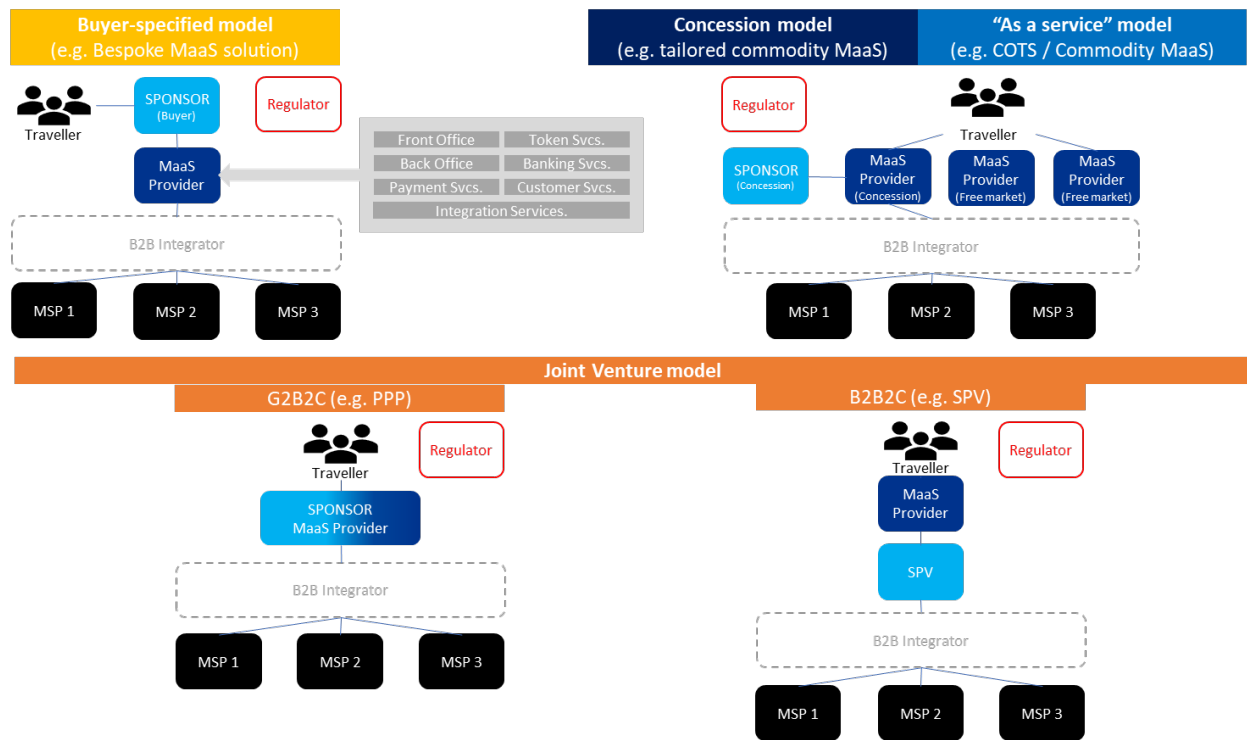 Buyer-specified model
(e.g. Bespoke MaaS solution)
Traveller
SPONSOR
(Buyer)
Regulator
MaaS
Provider
Front Office
Token Svcs.
Back Office
Banking Svcs.
Payment Svcs.
Customer Svcs.
Integration Services.
B2B Integrator
MSP 1
MSP 2
MSP 3
Concession model
(e.g. tailored commodity MaaS)
“As a service” model
(e.g. COTS / Commodity MaaS)
Regulator
Traveller
SPONSOR
(Concession)
MaaS
Provider
(Concession)
MaaS
Provider
(Free market)
MaaS
Provider
(Free market)
B2B Integrator
MSP 1
MSP 2
MSP 3
Joint Venture model
G2B2C (e.g. PPP)
Traveller
Regulator
SPONSOR
MaaS Provider
B2B Integrator
MSP 1
MSP 2
MSP 3
B2B2C (e.g. SPV)
Traveller
Regulator
MaaS
Provider
SPV
B2B Integrator
MSP 1
MSP 2
MSP 3